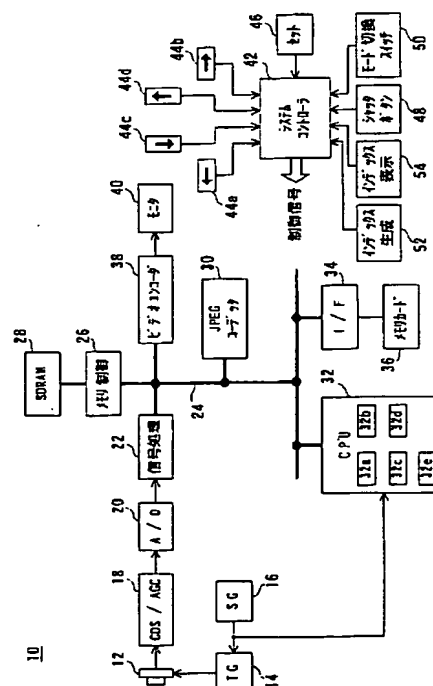 10
12
CDS / AGC
18
A / D
20
信号処理
22
SDRAM
28
メモリ制御
26
ビデオエンコーダ
38
モニタ
40
24
JPEG
コーデック
30
TG
14
SG
16
CPU
32
32a
32b
32c
32d
32e
I / F
34
メモリカード
36
44a
←
44c
↓
44d
↑
44b
→
システム
コントローラ
42
セット
46
制御信号
インデックス
生成
52
インデックス
表示
54
シャッタ
ボタン
48
モード切換
スイッチ
50